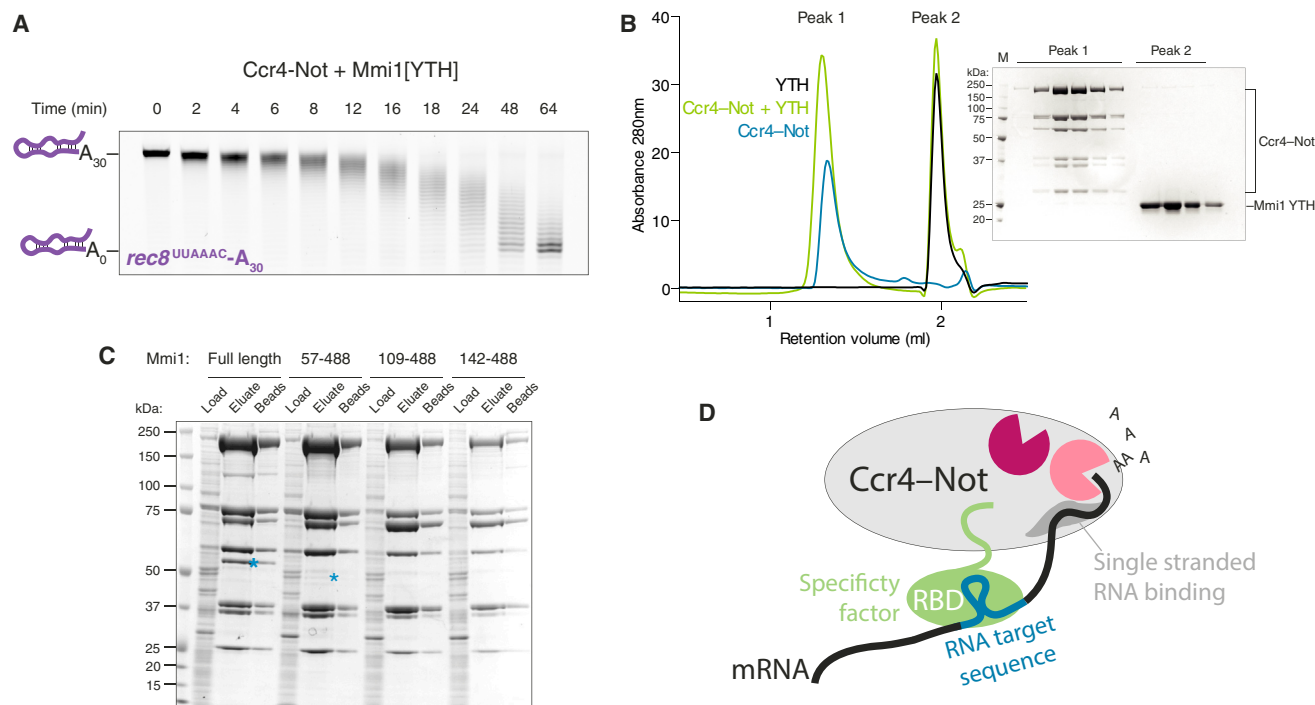 A
Ccr4-Not + Mmi1[YTH]
Time (min) 0 2 4 6 8 12 16 18 24 48 64
A30
A0
rec8UUAAAC-A30
B
Absorbance 280nm
40
30
20
10
0
1 2
Retention volume (ml)
Peak 1 Peak 2
YTH
Ccr4–Not + YTH
Ccr4–Not
M Peak 1 Peak 2
kDa:
250
150
100
75
50
37
25
20
Ccr4–Not
Mmi1 YTH
C
Mmi1: Full length 57-488 109-488 142-488
Load Eluate Beads Load Eluate Beads Load Eluate Beads Load Eluate Beads
kDa:
250
150
100
75
50
37
25
20
15
*
*
D
Ccr4–Not
A
A
AA A
Specificty
factor
RBD
Single stranded
RNA binding
RNA target
sequence
mRNA